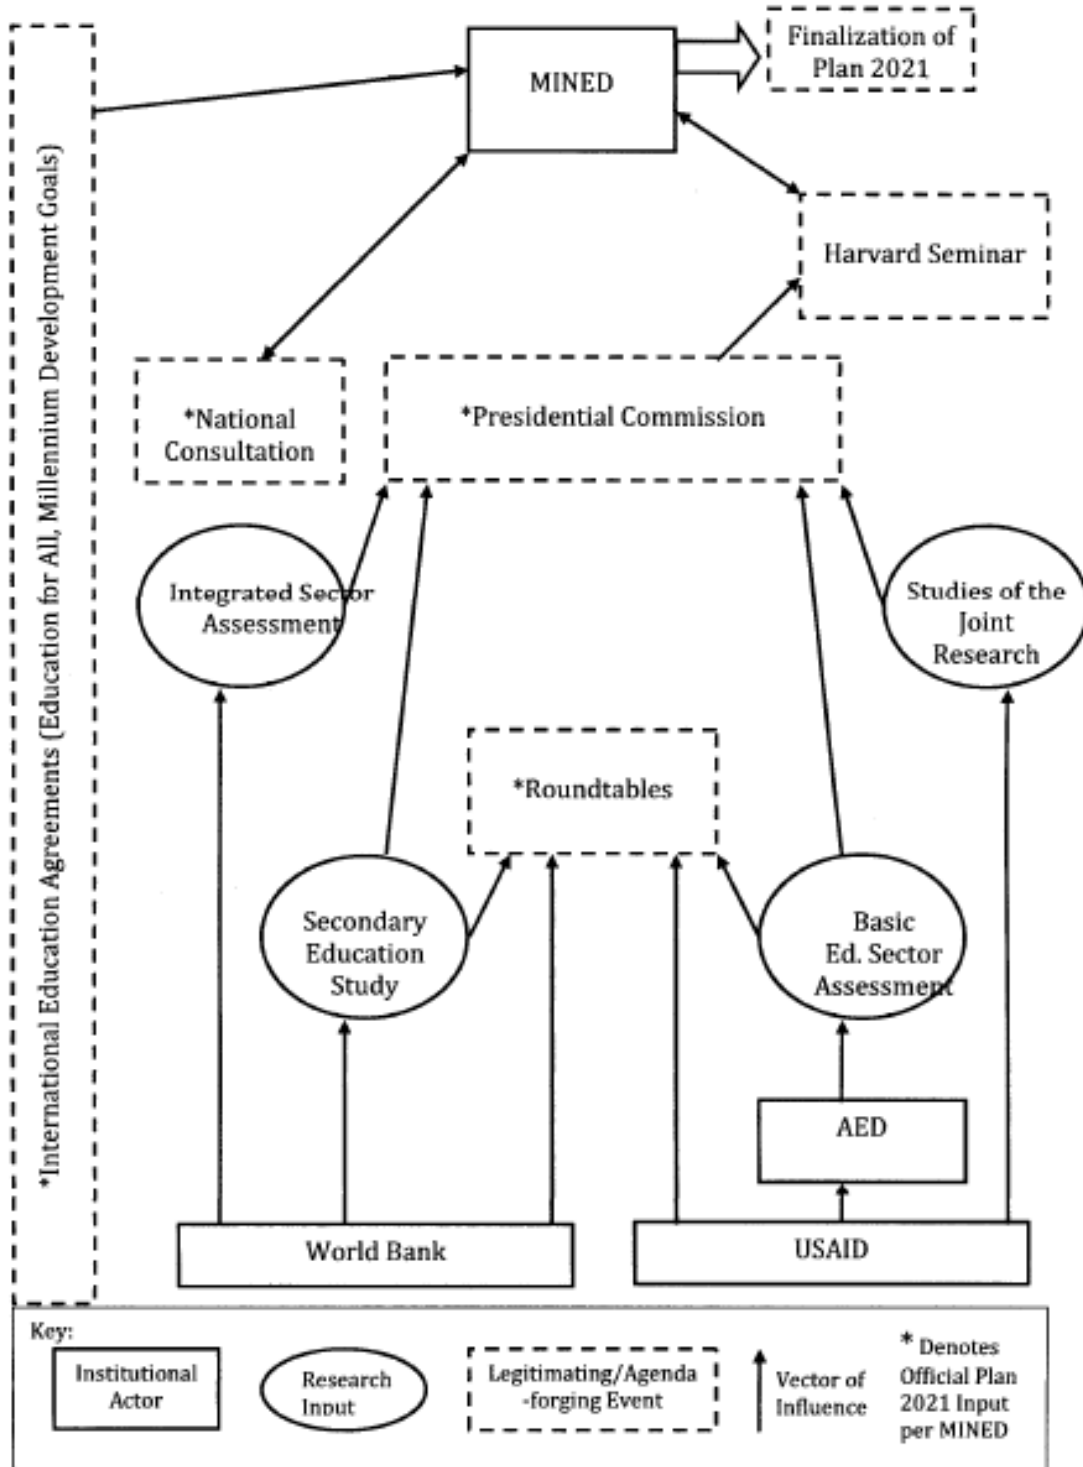 *International Education Agreements (Education for All, Millennium Development Goals)
MINED
Finalization of
Plan 2021
Harvard Seminar
*National
Consultation
*Presidential Commission
Integrated Sector
Assessment
Studies of the
Joint
Research
*Roundtables
Secondary
Education
Study
Basic
Ed. Sector
Assessment
AED
World Bank
USAID
Key:
Institutional
Actor
Research
Input
Legitimating/Agenda
-forging Event
Vector of
Influence
* Denotes
Official Plan
2021 Input
per MINED